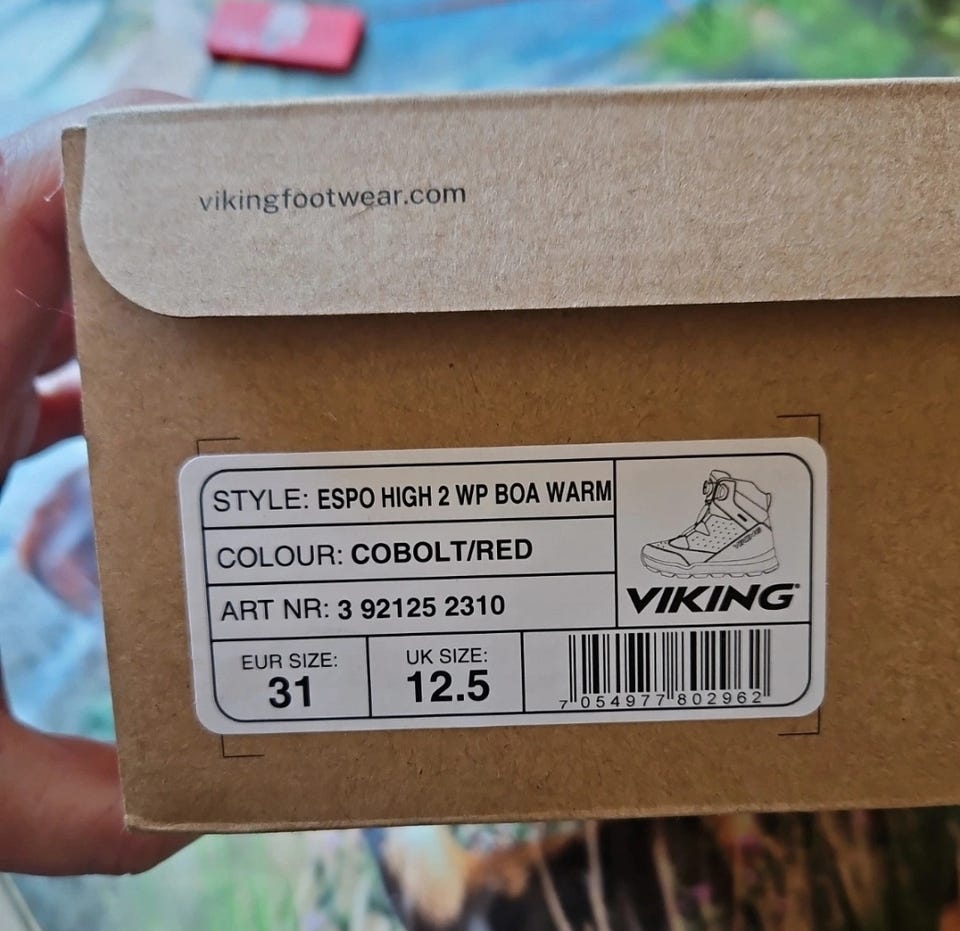 vikingfootwear.com
STYLE: ESPO HIGH 2 WP BOA WARM
COLOUR: COBOLT/RED
ART NR: 3 92125 2310
VIKING
VIKING®
EUR SIZE:
31
UK SIZE:
12.5
7 054977 802962